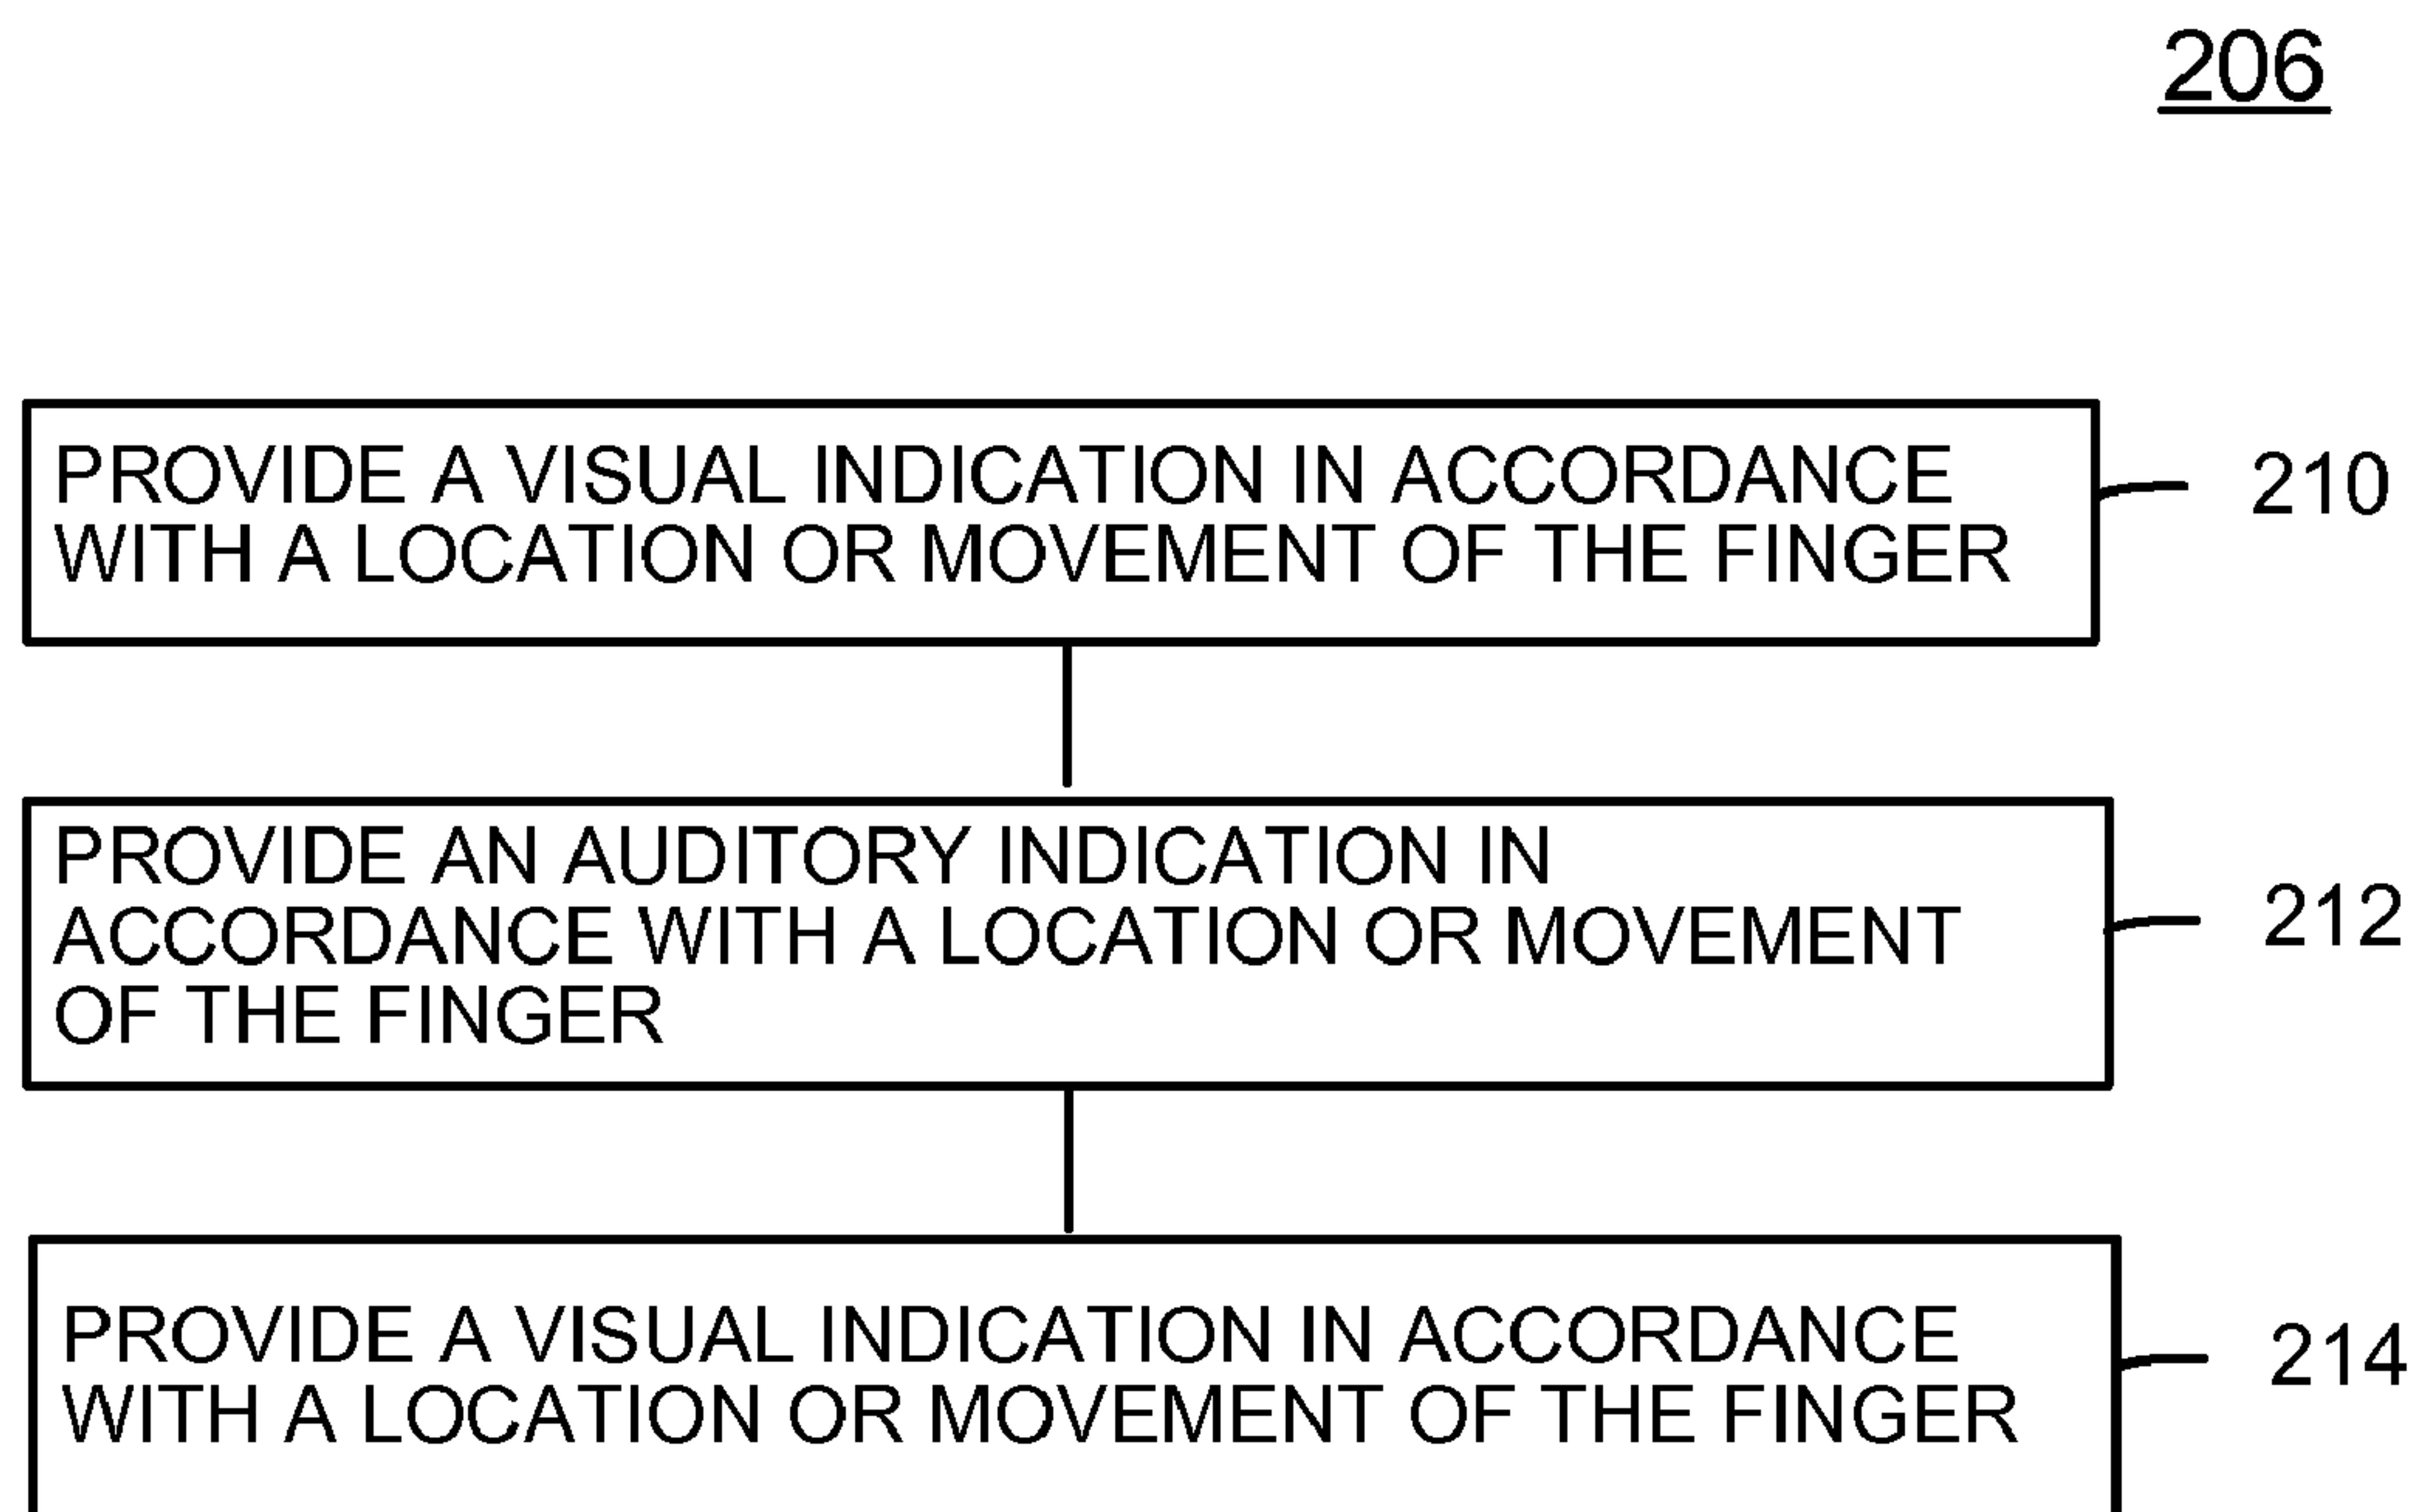 206
PROVIDE A VISUAL INDICATION IN ACCORDANCE
WITH A LOCATION OR MOVEMENT OF THE FINGER
210
PROVIDE AN AUDITORY INDICATION IN
ACCORDANCE WITH A LOCATION OR MOVEMENT
OF THE FINGER
212
PROVIDE A VISUAL INDICATION IN ACCORDANCE
WITH A LOCATION OR MOVEMENT OF THE FINGER
214